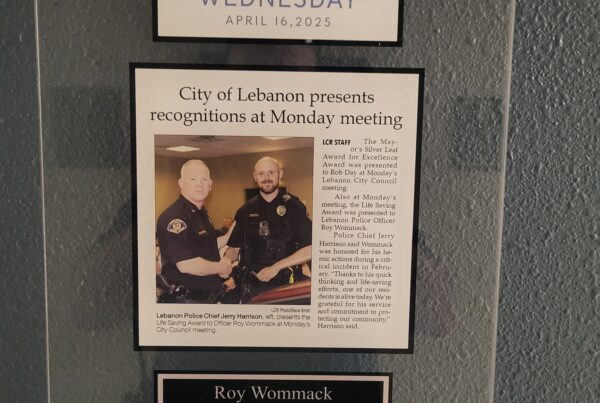 WEDNESDAY
APRIL 16, 2025
City of Lebanon presents
recognitions at Monday meeting
LCR STAFF The May-
or's Silver Leaf
Award for Excellence
Award was presented
to Rob Day at Monday's
Lebanon City Council
meeting.
Also at Monday's
meeting, the Life Saving
Award was presented to
Lebanon Police Officer
Roy Wommack.
Police Chief Jerry
Harrison said Wommack
was honored for his he-
roic actions during a crit-
ical incident in Febru-
ary. "Thanks to his quick
thinking and life-saving
efforts, one of our resi-
dents is alive today. We're
grateful for his service
and commitment to pro-
tecting our community,"
Harrison said.
LCR Photo/Steve Smith
Lebanon Police Chief Jerry Harrison, left, presents the
Life Saving Award to Officer Roy Wommack at Monday's
City Council meeting.
Roy Wommack